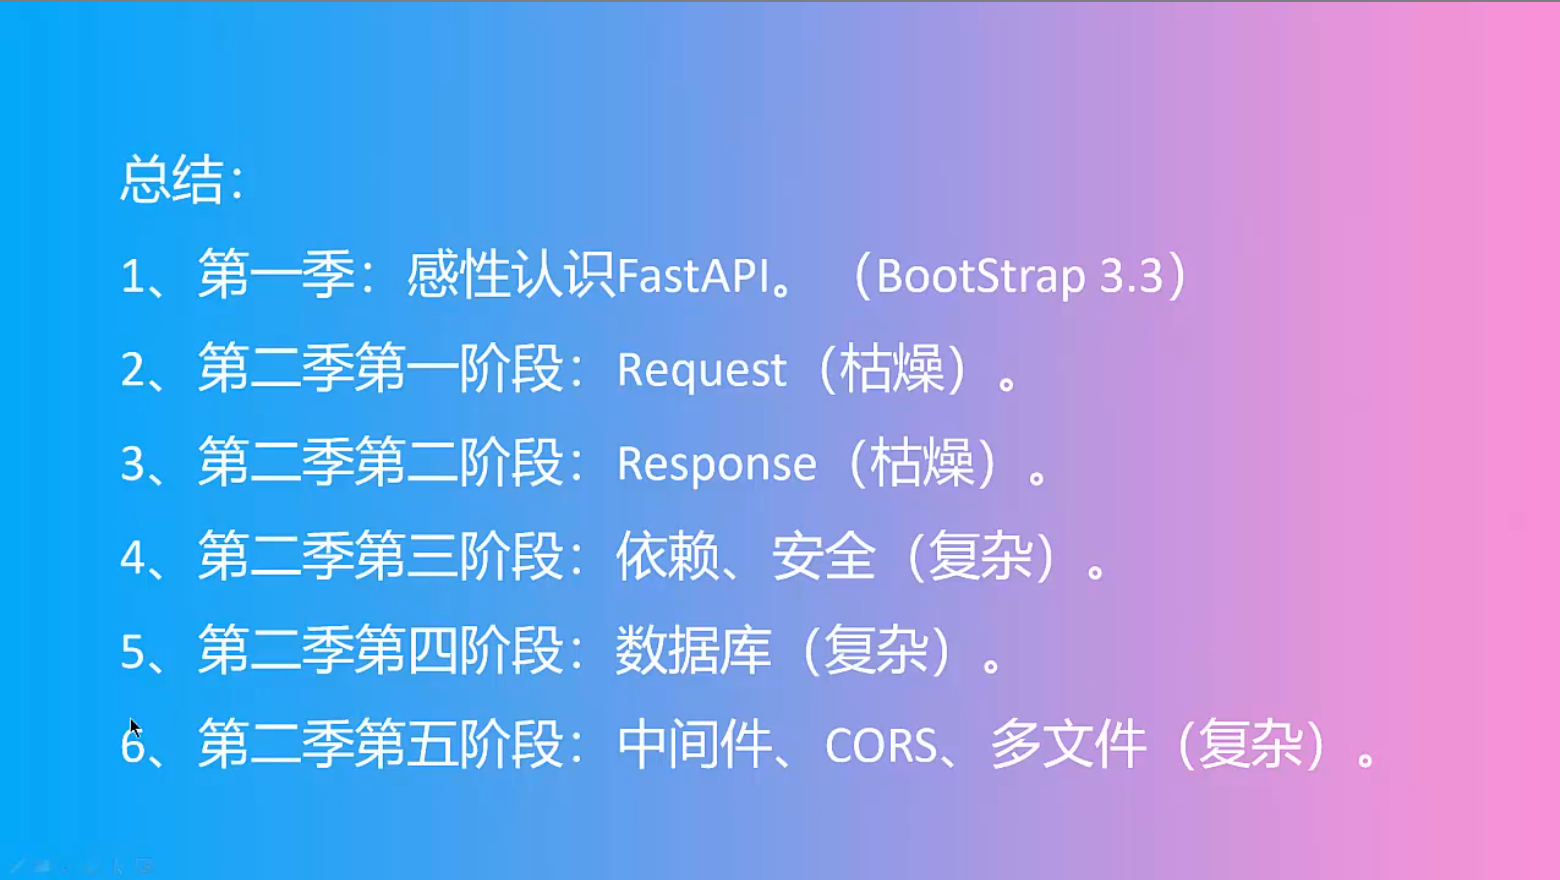 总结：
1、第一季：感性认识FastAPI。（BootStrap 3.3）
2、第二季第一阶段：Request（枯燥）。
3、第二季第二阶段：Response（枯燥）。
4、第二季第三阶段：依赖、安全（复杂）。
5、第二季第四阶段：数据库（复杂）。
6、第二季第五阶段：中间件、CORS、多文件（复杂）。